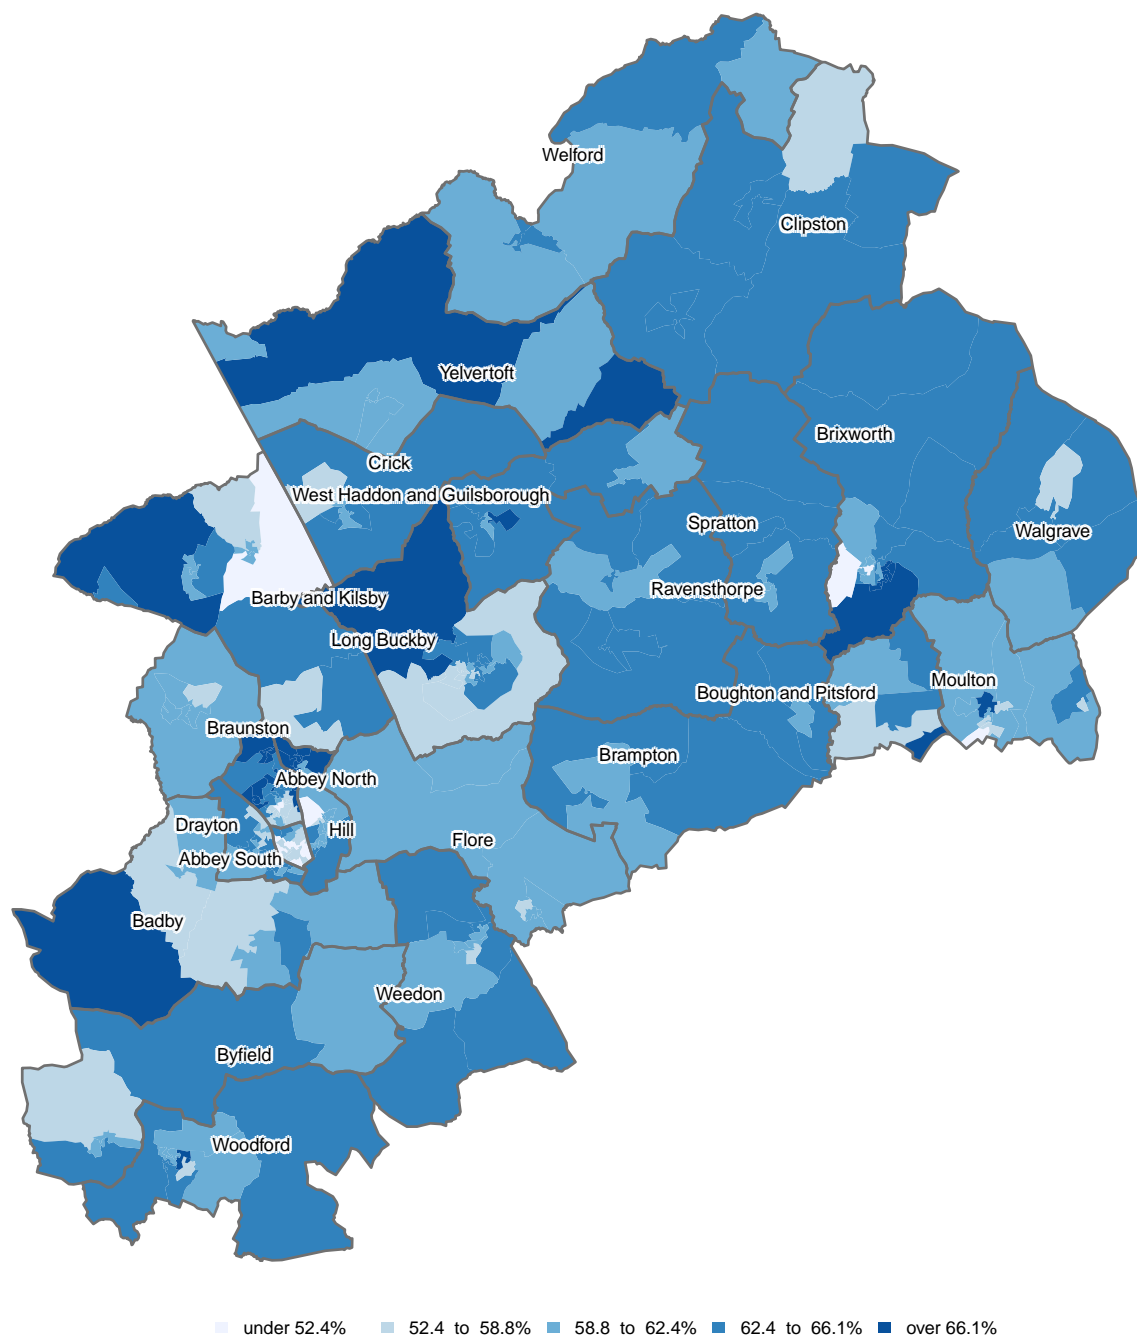 Welford
Clipston
Yelvertoft
Brixworth
Crick
West Haddon and Guilsborough
Spratton
Walgrave
Ravensthorpe
Barby and Kilsby
Long Buckby
Moulton
Boughton and Pitsford
Braunston
Brampton
Abbey North
Drayton
Hill
Flore
Abbey South
Badby
Weedon
Byfield
Woodford
under 52.4% 52.4 to 58.8% 58.8 to 62.4% 62.4 to 66.1% over 66.1%